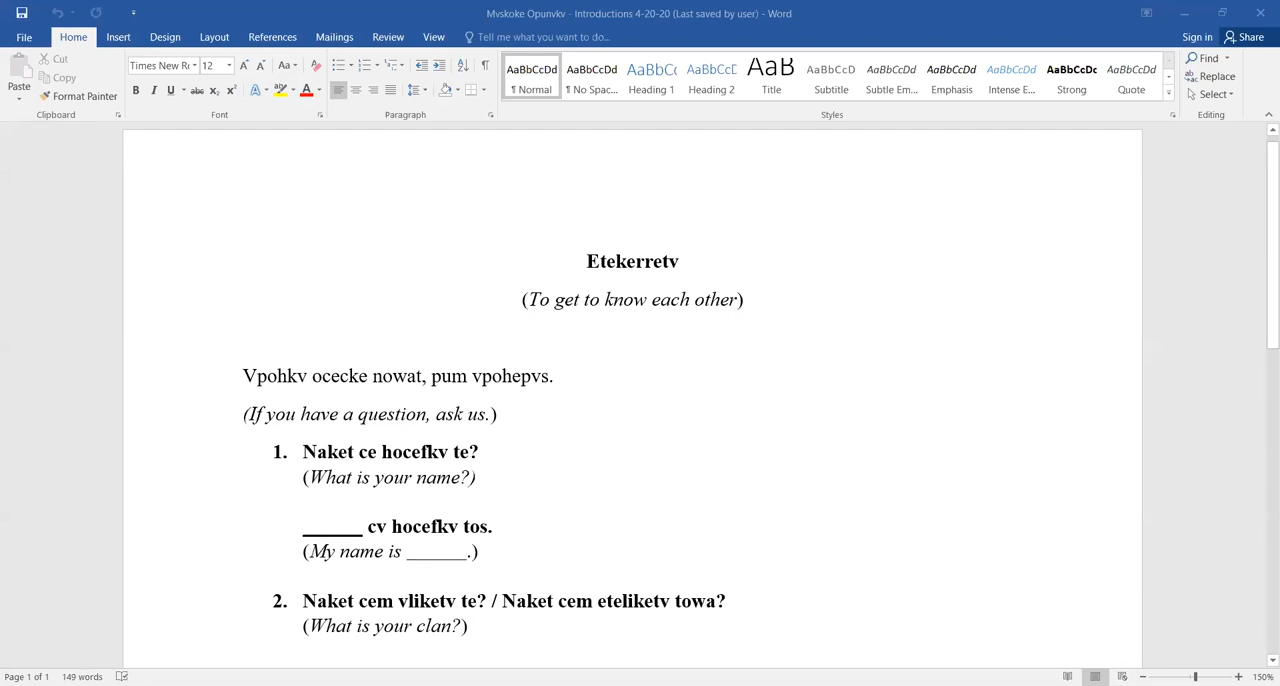 Mvskoke Opunvkv - Introductions 4-20-20 (Last saved by user) - Word
File Home Insert Design Layout References Mailings Review View Tell me what you want to do... Sign in Share
Paste
Cut
Copy
Format Painter
Clipboard
Times New Ro 12
Font
Paragraph
AaBbCcDd AaBbCcDd AaBbC( AaBbCcD AaB AaBbCcD AaBbCcDd AaBbCcDd AaBbCcDd AaBbCcDc AaBbCcDd
¶ Normal ¶ No Spac... Heading 1 Heading 2 Title Subtitle Subtle Em... Emphasis Intense E... Strong Quote
Styles
Find
Replace
Select
Editing
Etekerretv
(To get to know each other)
Vpohkv ocecke nowat, pum vpohepvs.
(If you have a question, ask us.)
1. Naket ce hocefkv te?
(What is your name?)
______ cv hocefkv tos.
(My name is ______.)
2. Naket cem vliketv te? / Naket cem eteliketv towa?
(What is your clan?)
Page 1 of 1 149 words 150%